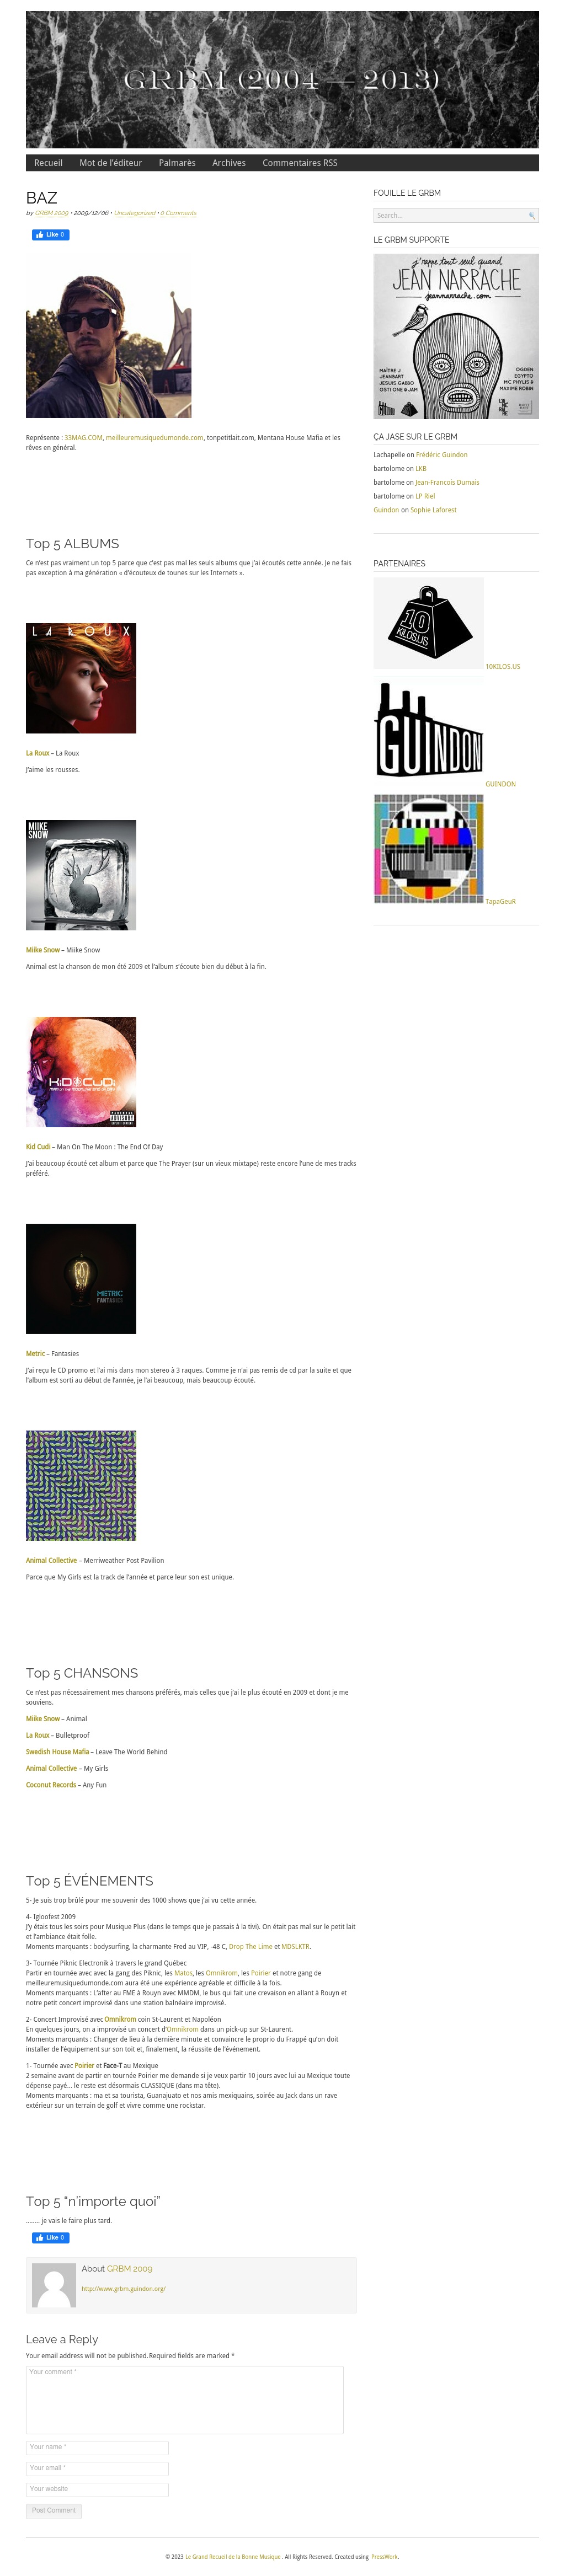 GRBM (2004 — 2013)
Recueil
Mot de l'éditeur
Palmarès
Archives
Commentaires RSS
BAZ
by GRBM 2009 • 2009/12/06 • Uncategorized • 0 Comments
Like 0
Représente : 33MAG.COM, meilleuremusiquedumonde.com, tonpetitlait.com, Mentana House Mafia et les
rêves en général.
Top 5 ALBUMS
Ce n'est pas vraiment un top 5 parce que c'est pas mal les seuls albums que j'ai écoutés cette année. Je ne fais
pas exception à ma génération « d'écouteux de tounes sur les Internets ».
LA ROUX
La Roux – La Roux
J'aime les rousses.
MIIKE
SNOW
Miike Snow – Miike Snow
Animal est la chanson de mon été 2009 et l'album s'écoute bien du début à la fin.
KID CUDI
Kid Cudi – Man On The Moon : The End Of Day
J'ai beaucoup écouté cet album et parce que The Prayer (sur un vieux mixtape) reste encore l'une de mes tracks
préféré.
METRIC
FANTASIES
Metric – Fantasies
J'ai reçu le CD promo et l'ai mis dans mon stereo à 3 raques. Comme je n'ai pas remis de cd par la suite et que
l'album est sorti au début de l'année, je l'ai beaucoup, mais beaucoup écouté.
Animal Collective – Merriweather Post Pavilion
Parce que My Girls est la track de l'année et parce leur son est unique.
Top 5 CHANSONS
Ce n'est pas nécessairement mes chansons préférés, mais celles que j'ai le plus écouté en 2009 et dont je me
souviens.
Miike Snow – Animal
La Roux – Bulletproof
Swedish House Mafia – Leave The World Behind
Animal Collective – My Girls
Coconut Records – Any Fun
Top 5 ÉVÉNEMENTS
5- Je suis trop brûlé pour me souvenir des 1000 shows que j'ai vu cette année.
4- Igloofest 2009
J'y étais tous les soirs pour Musique Plus (dans le temps que je passais à la tivi). On était pas mal sur le petit lait
et l'ambiance était folle.
Moments marquants : bodysurfing, la charmante Fred au VIP, -48 C, Drop The Lime et MDSLKTR.
3- Tournée Piknic Electronik à travers le grand Québec
Partir en tournée avec avec la gang des Piknic, les Matos, les Omnikrom, les Poirier et notre gang de
meilleuremusiquedumonde.com aura été une expérience agréable et difficile à la fois.
Moments marquants : L'after au FME à Rouyn avec MMDM, le bus qui fait une crevaison en allant à Rouyn et
notre petit concert improvisé dans une station balnéaire improvisé.
2- Concert Improvisé avec Omnikrom coin St-Laurent et Napoléon
En quelques jours, on a improvisé un concert d'Omnikrom dans un pick-up sur St-Laurent.
Moments marquants : Changer de lieu à la dernière minute et convaincre le proprio du Frappé qu'on doit
installer de l'équipement sur son toit et, finalement, la réussite de l'événement.
1- Tournée avec Poirier et Face-T au Mexique
2 semaine avant de partir en tournée Poirier me demande si je veux partir 10 jours avec lui au Mexique toute
dépense payé... le reste est désormais CLASSIQUE (dans ma tête).
Moments marquants : ma et sa tourista, Guanajuato et nos amis mexiquains, soirée au Jack dans un rave
extérieur sur un terrain de golf et vivre comme une rockstar.
Top 5 “n'importe quoi”
........ je vais le faire plus tard.
Like 0
About GRBM 2009
http://www.grbm.guindon.org/
Leave a Reply
Your email address will not be published. Required fields are marked *
Your comment *
Your name *
Your email *
Your website
Post Comment
FOUILLE LE GRBM
Search...
LE GRBM SUPPORTE
j'rappe tout seul quand
JEAN NARRACHE
jeannarrache.com
MAÎTRE J
JEANBART
JESUIS GABBO
OSTI ONE & JAM
OGDEN
EGYPTO
MC PHYLIS &
MAXIME ROBIN
ÇA JASE SUR LE GRBM
Lachapelle on Frédéric Guindon
bartolome on LKB
bartolome on Jean-Francois Dumais
bartolome on LP Riel
Guindon on Sophie Laforest
PARTENAIRES
10
KILOS.US
10KILOS.US
GUINDON
GUINDON
TapaGeuR
© 2023 Le Grand Recueil de la Bonne Musique . All Rights Reserved. Created using PressWork.